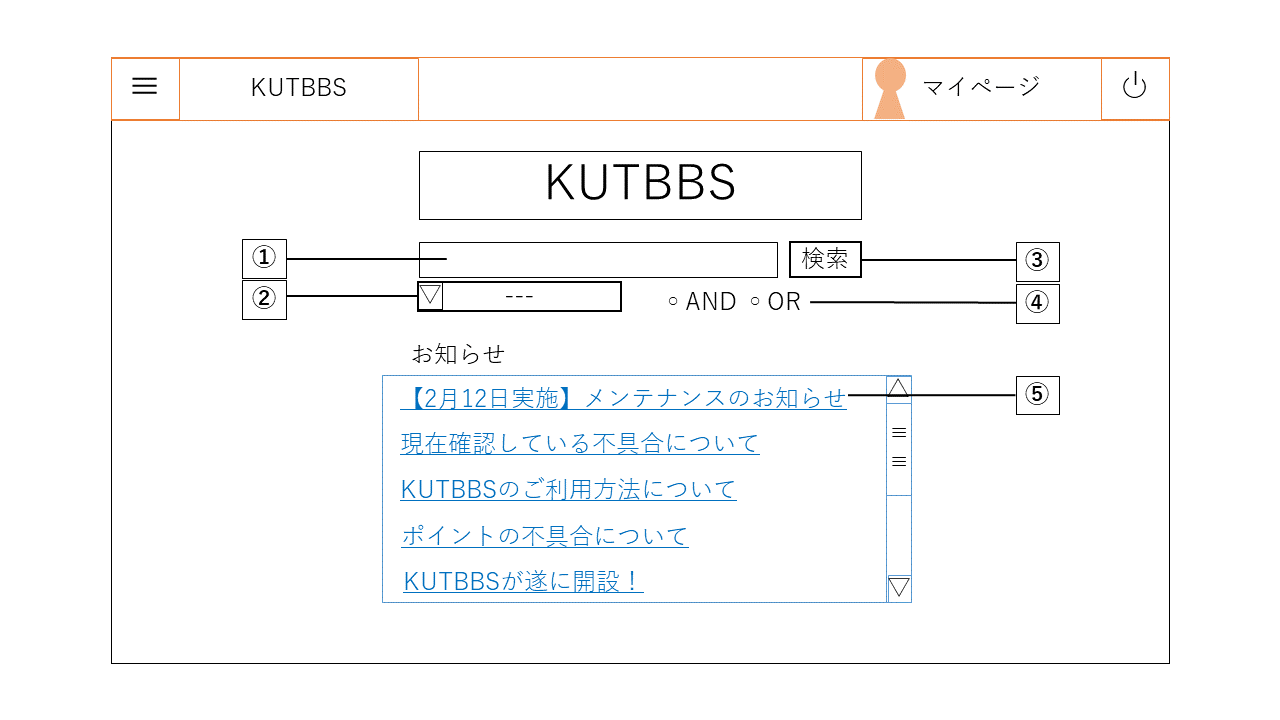 KUTBBS
マイページ
KUTBBS
①
検索
③
②
---
AND
OR
④
お知らせ
【2月12日実施】メンテナンスのお知らせ
⑤
現在確認している不具合について
KUTBBSのご利用方法について
ポイントの不具合について
KUTBBSが遂に開設！